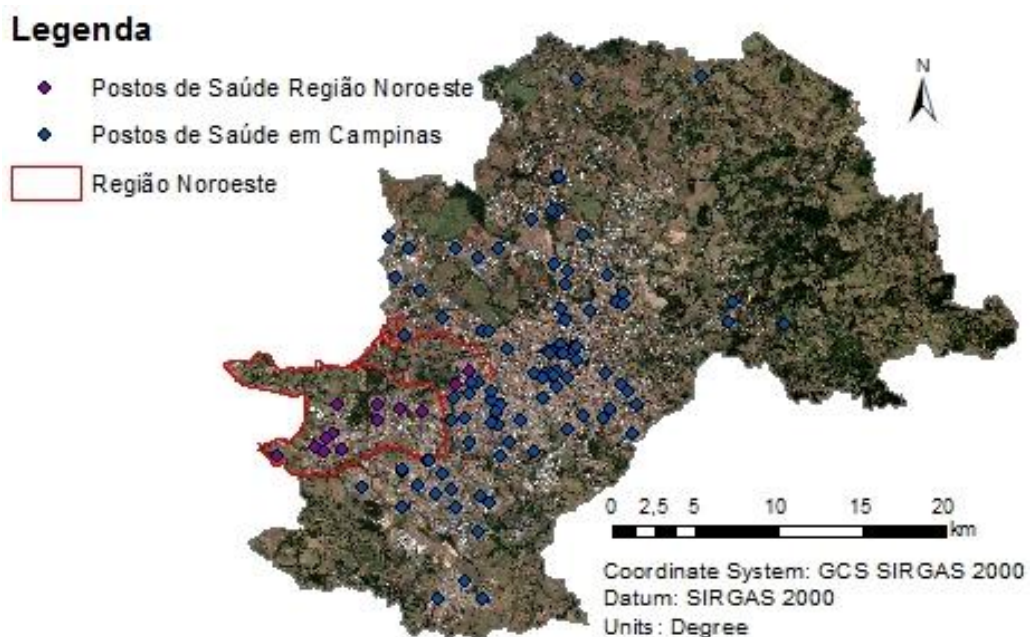 Legenda
Postos de Saúde Região Noroeste
Postos de Saúde em Campinas
Região Noroeste
N
0 2,5 5 10 15 20
km
Coordinate System: GCS SIRGAS 2000
Datum: SIRGAS 2000
Units: Degree